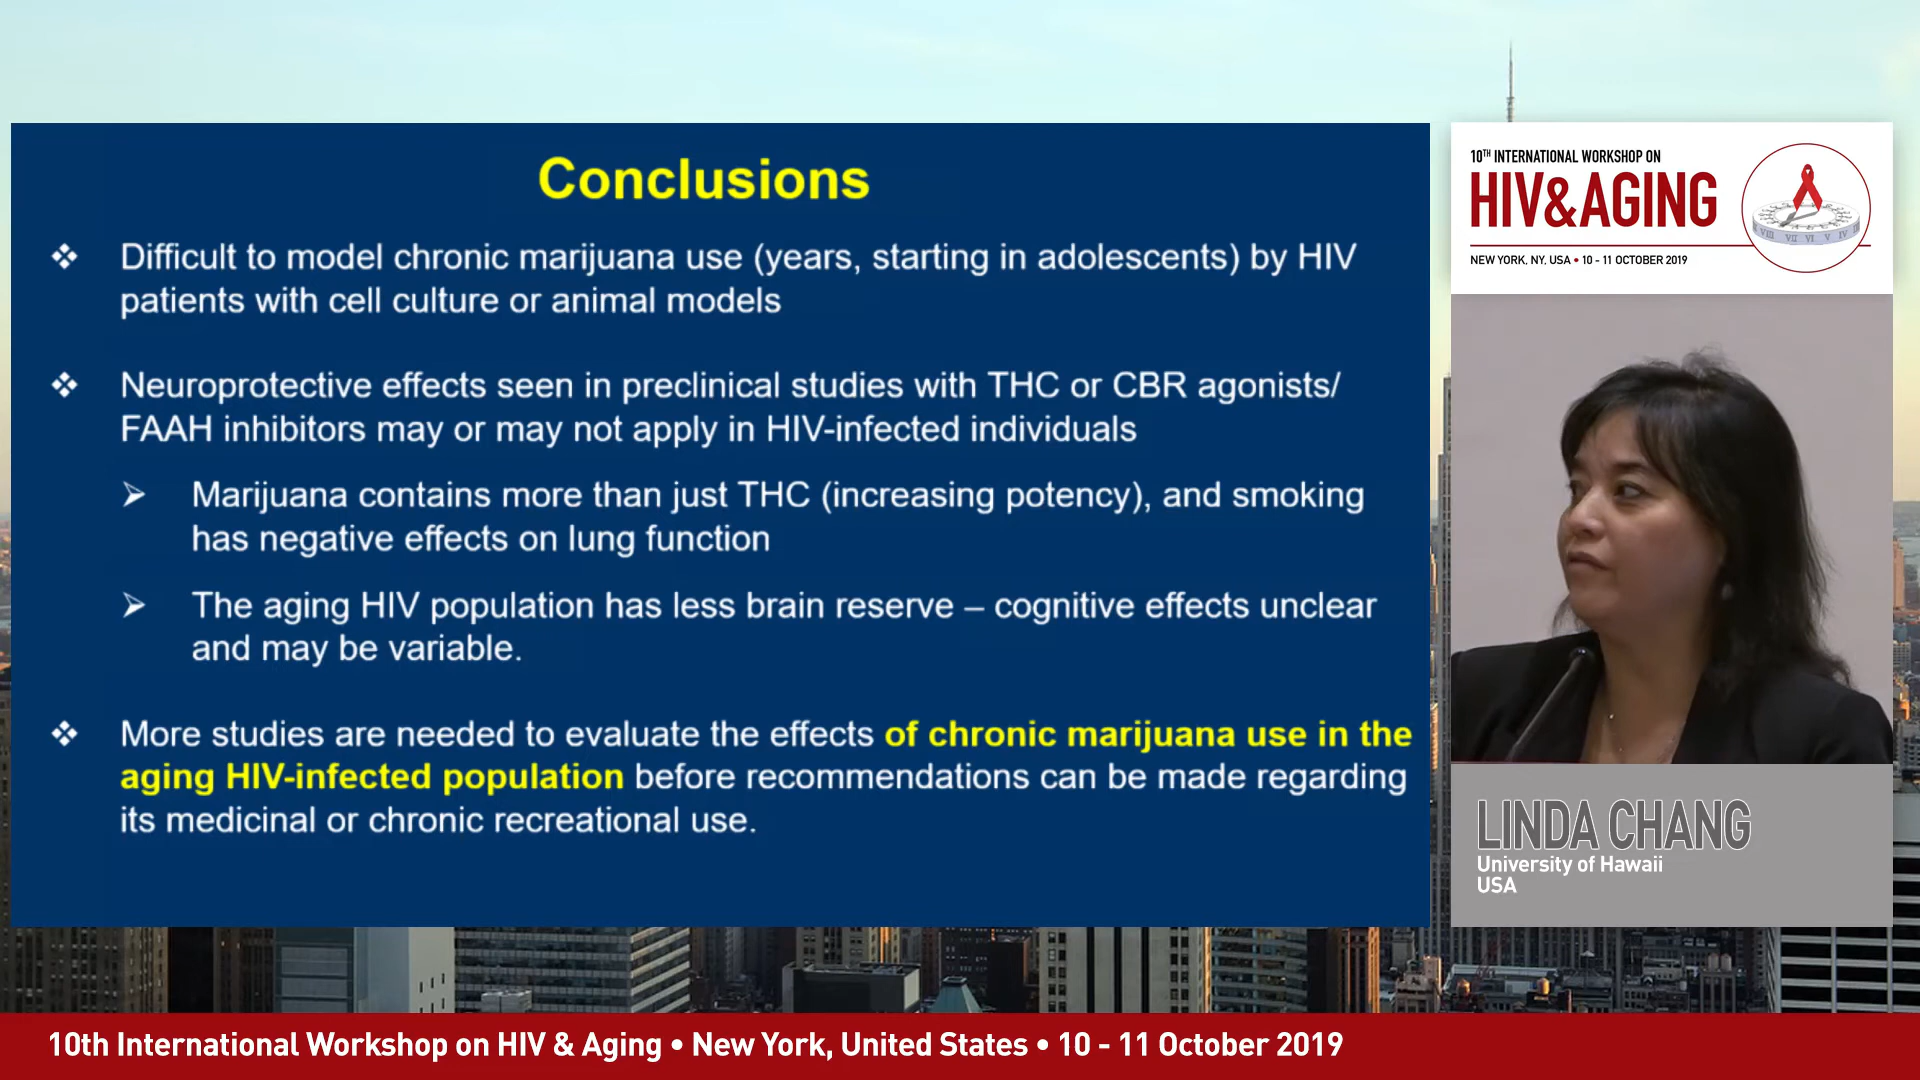 Conclusions
❖ Difficult to model chronic marijuana use (years, starting in adolescents) by HIV
patients with cell culture or animal models
❖ Neuroprotective effects seen in preclinical studies with THC or CBR agonists/
FAAH inhibitors may or may not apply in HIV-infected individuals
➢ Marijuana contains more than just THC (increasing potency), and smoking
has negative effects on lung function
➢ The aging HIV population has less brain reserve – cognitive effects unclear
and may be variable.
❖ More studies are needed to evaluate the effects of chronic marijuana use in the
aging HIV-infected population before recommendations can be made regarding
its medicinal or chronic recreational use.
10TH INTERNATIONAL WORKSHOP ON
HIV&AGING
NEW YORK, NY, USA • 10 - 11 OCTOBER 2019
VIII VII VI V IV III
LINDA CHANG
University of Hawaii
USA
10th International Workshop on HIV & Aging • New York, United States • 10 - 11 October 2019